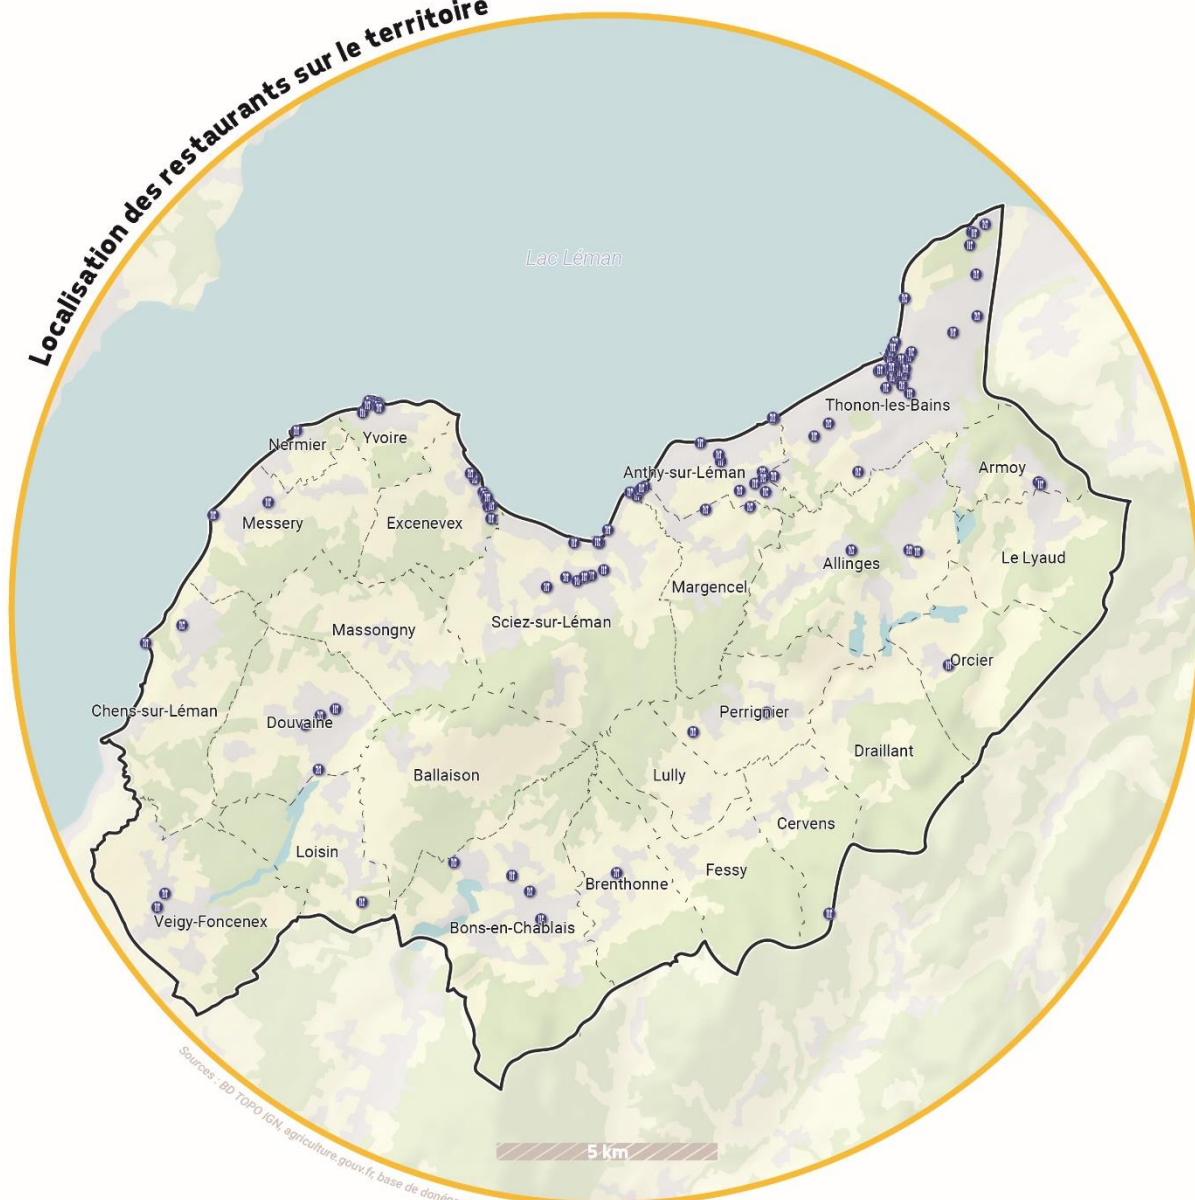 Localisation des restaurants sur le territoire
Lac Léman
Thonon-les-Bains
Nermier
Yvoire
Anthy-sur-Léman
Armoy
Messery
Excenevex
Allinges
Le Lyaud
Margencel
Sciez-sur-Léman
Massongny
Orcier
Chens-sur-Léman
Douvaine
Perrignier
Draillant
Ballaison
Lully
Cervens
Loisin
Fessy
Brenthonne
Veigy-Foncenex
Bons-en-Chablais
Sources : BD TOPO IGN, agriculture.gouv.fr, base de
5 km